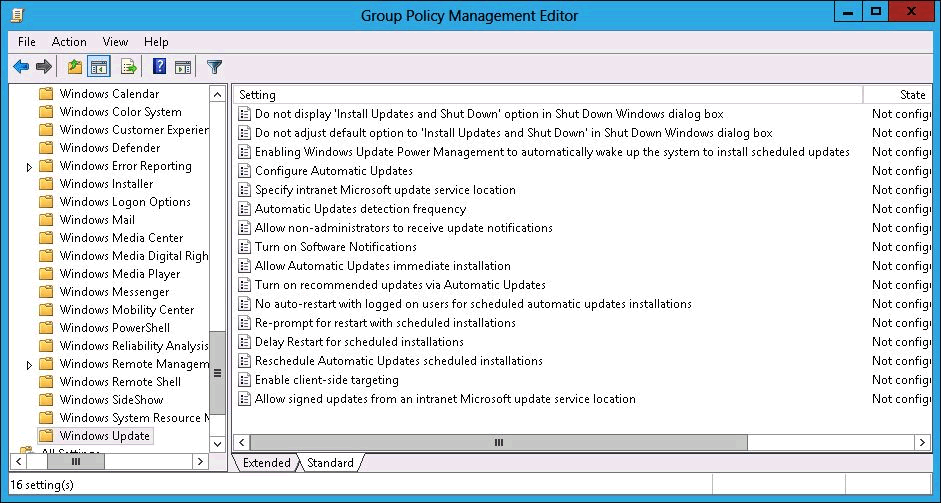 Group Policy Management Editor
File Action View Help
Windows Calendar
Windows Color System
Windows Customer Experien
Windows Defender
Windows Error Reporting
Windows Installer
Windows Logon Options
Windows Mail
Windows Media Center
Windows Media Digital Righ
Windows Media Player
Windows Messenger
Windows Mobility Center
Windows PowerShell
Windows Reliability Analysis
Windows Remote Managem
Windows Remote Shell
Windows SideShow
Windows System Resource M
Windows Update
All Settings
Setting State
Do not display 'Install Updates and Shut Down' option in Shut Down Windows dialog box Not config
Do not adjust default option to 'Install Updates and Shut Down' in Shut Down Windows dialog box Not config
Enabling Windows Update Power Management to automatically wake up the system to install scheduled updates Not config
Configure Automatic Updates Not config
Specify intranet Microsoft update service location Not config
Automatic Updates detection frequency Not config
Allow non-administrators to receive update notifications Not config
Turn on Software Notifications Not config
Allow Automatic Updates immediate installation Not config
Turn on recommended updates via Automatic Updates Not config
No auto-restart with logged on users for scheduled automatic updates installations Not config
Re-prompt for restart with scheduled installations Not config
Delay Restart for scheduled installations Not config
Reschedule Automatic Updates scheduled installations Not config
Enable client-side targeting Not config
Allow signed updates from an intranet Microsoft update service location Not config
Extended Standard
16 setting(s)